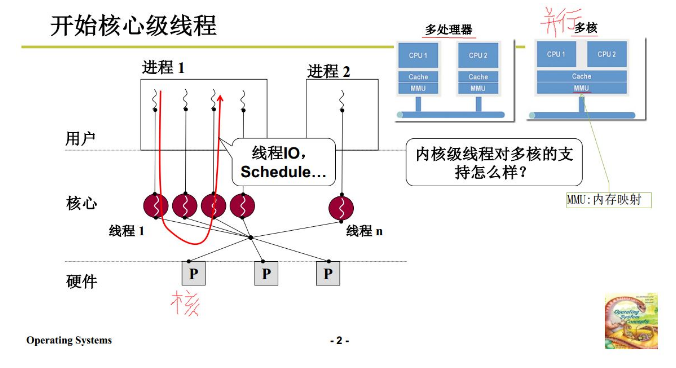 开始核心级线程
多处理器
并行
多核
CPU 1
CPU 2
CPU 1
CPU 2
Cache
Cache
Cache
MMU
MMU
MMU
进程 1
进程 2
用户
线程IO，
Schedule…
内核级线程对多核的支
持怎么样？
MMU:内存映射
核心
线程 1
线程 n
P
P
P
硬件
核
Operating
System
Concepts
Operating Systems
- 2 -